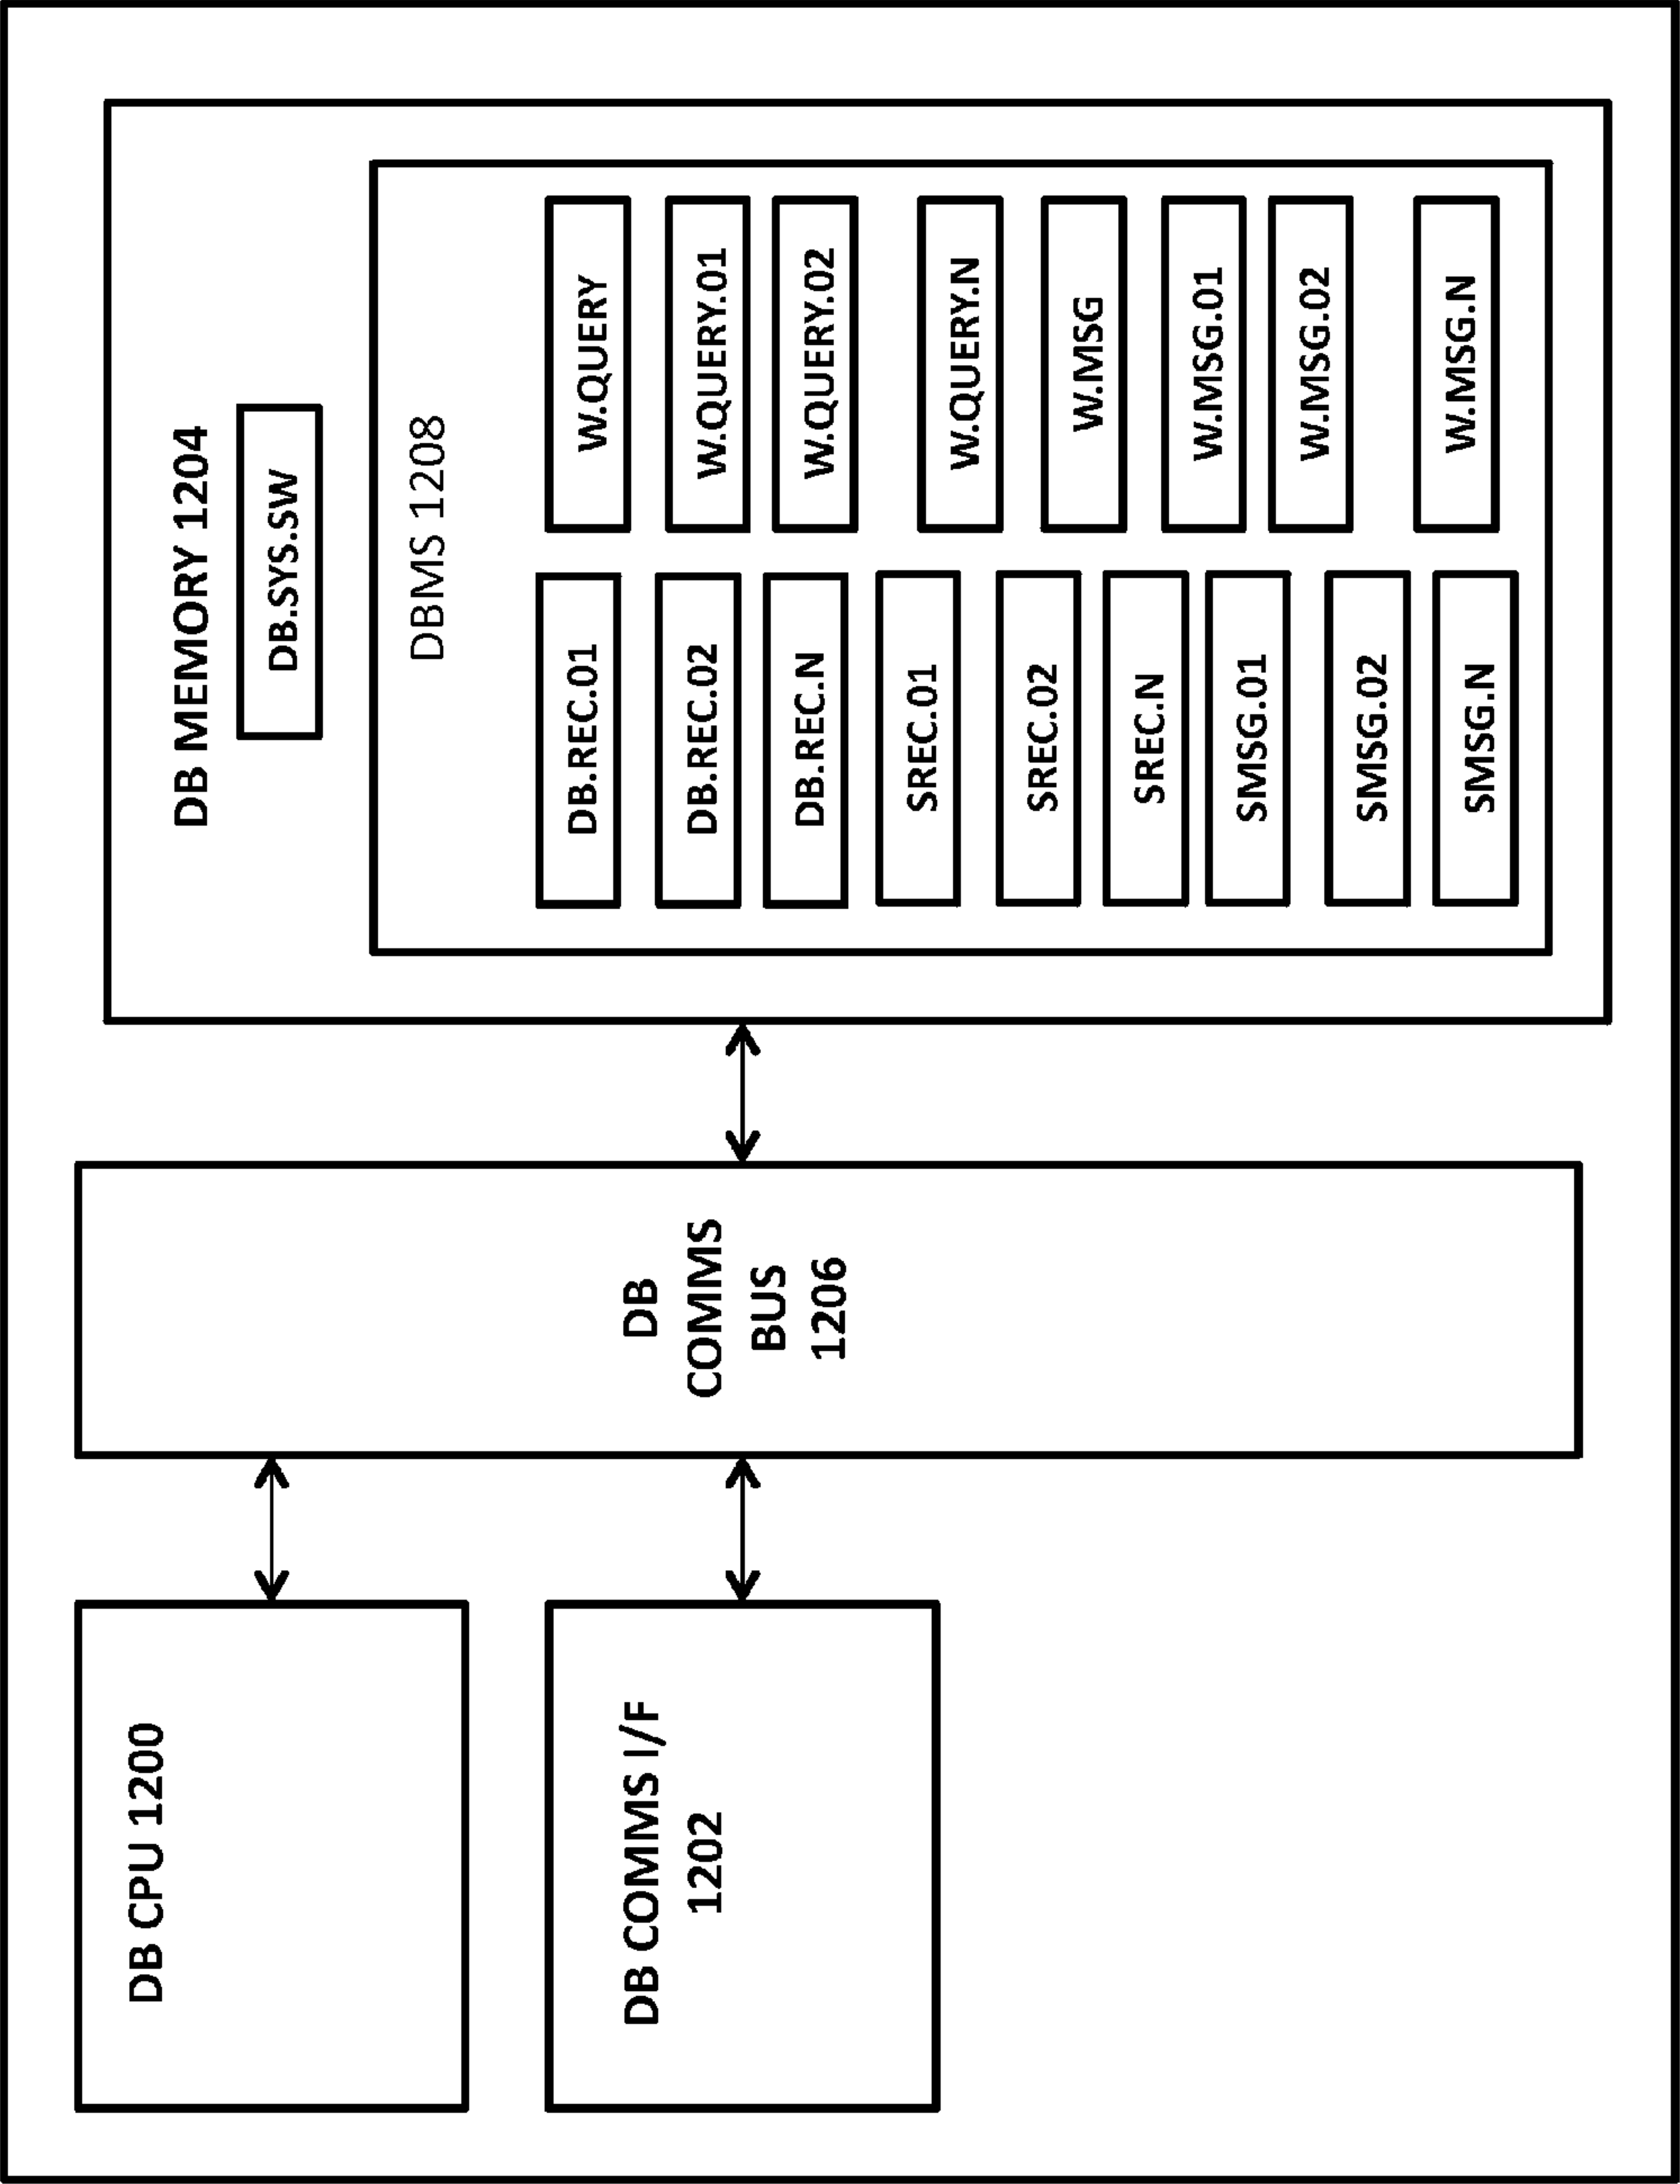 DB CPU 1200
DB COMMS I/F
1202
DB
COMMS
BUS
1206
DB MEMORY 1204
DB.SYS.SW
DBMS 1208
DB.REC.01
DB.REC.02
DB.REC.N
SREC.01
SREC.02
SREC.N
SMSG.01
SMSG.02
SMSG.N
W.QUERY
W.QUERY.01
W.QUERY.02
W.QUERY.N
W.MSG
W.MSG.01
W.MSG.02
W.MSG.N